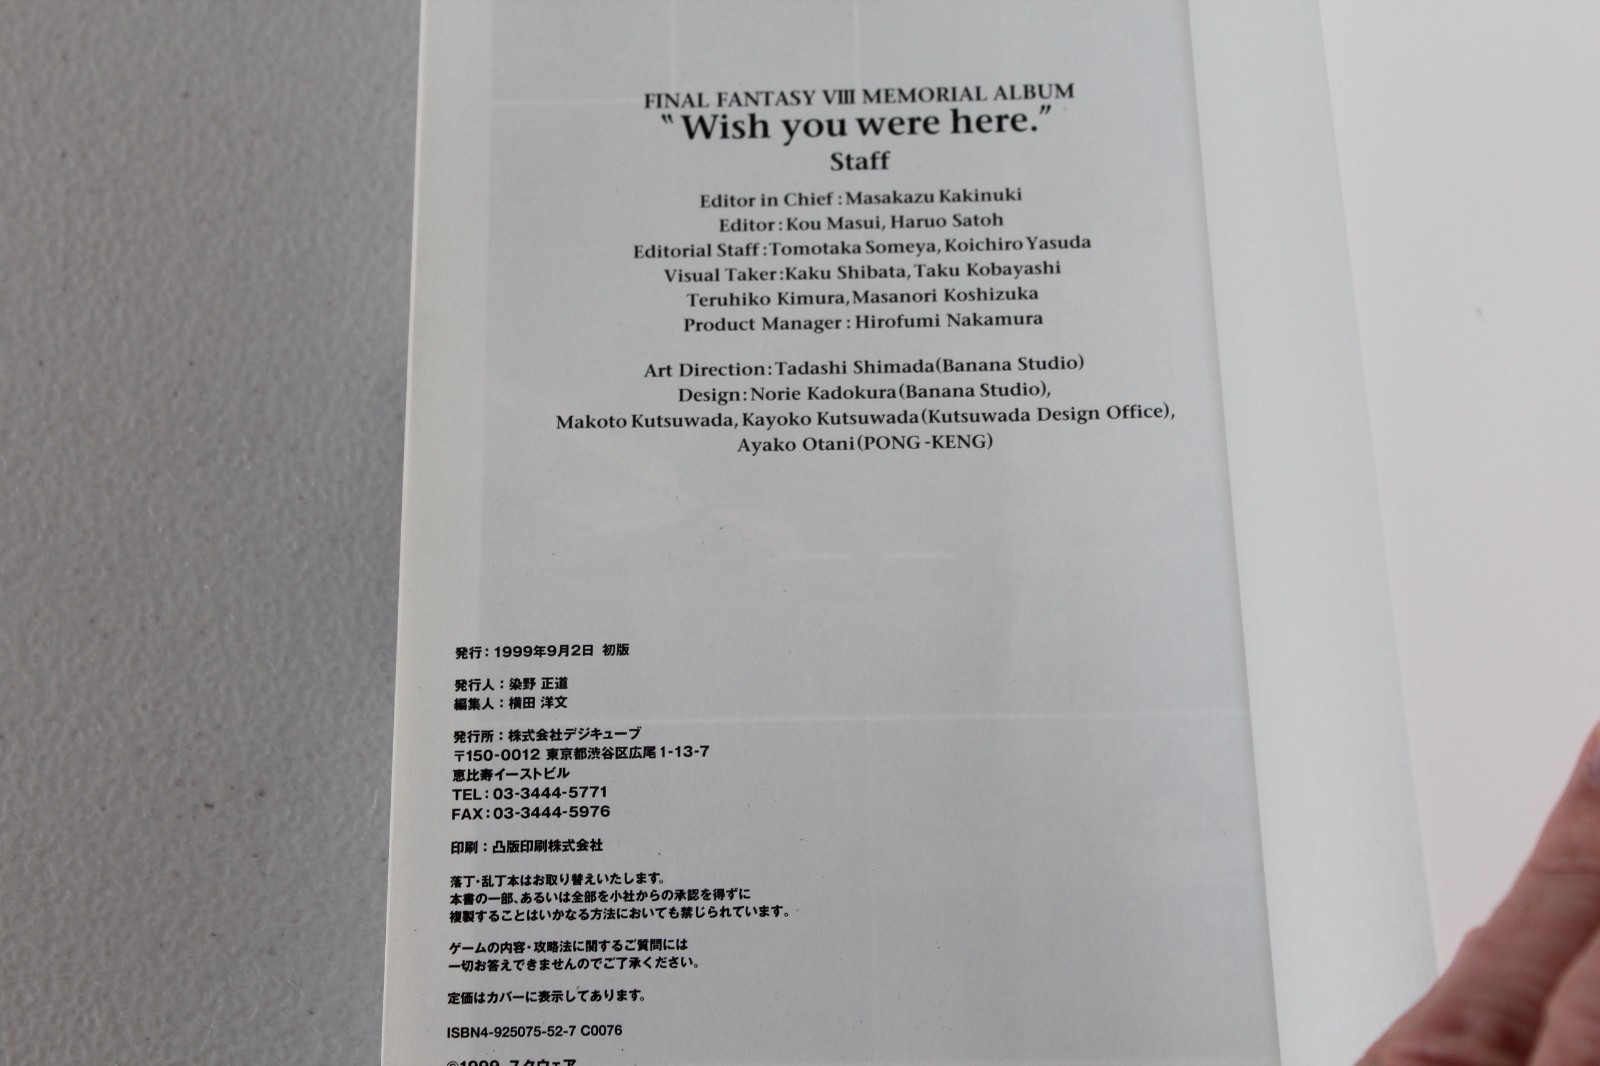 FINAL FANTASY VIII MEMORIAL ALBUM
"Wish you were here."
Staff
Editor in Chief : Masakazu Kakinuki
Editor : Kou Masui, Haruo Satoh
Editorial Staff : Tomotaka Someya, Koichiro Yasuda
Visual Taker : Kaku Shibata, Taku Kobayashi
Teruhiko Kimura, Masanori Koshizuka
Product Manager : Hirofumi Nakamura
Art Direction : Tadashi Shimada(Banana Studio)
Design : Norie Kadokura(Banana Studio),
Makoto Kutsuwada, Kayoko Kutsuwada(Kutsuwada Design Office),
Ayako Otani(PONG-KENG)
発行：1999年9月2日 初版
発行人：染野 正道
編集人：横田 洋文
発行所：株式会社デジキューブ
〒150-0012 東京都渋谷区広尾1-13-7
恵比寿イーストビル
TEL：03-3444-5771
FAX：03-3444-5976
印刷：凸版印刷株式会社
落丁・乱丁本はお取り替えいたします。
本書の一部、あるいは全部を小社からの承認を得ずに
複製することはいかなる方法においても禁じられています。
ゲームの内容・攻略法に関するご質問には
一切お答えできませんのでご了承ください。
定価はカバーに表示してあります。
ISBN4-925075-52-7 C0076
©1999 スクウェア